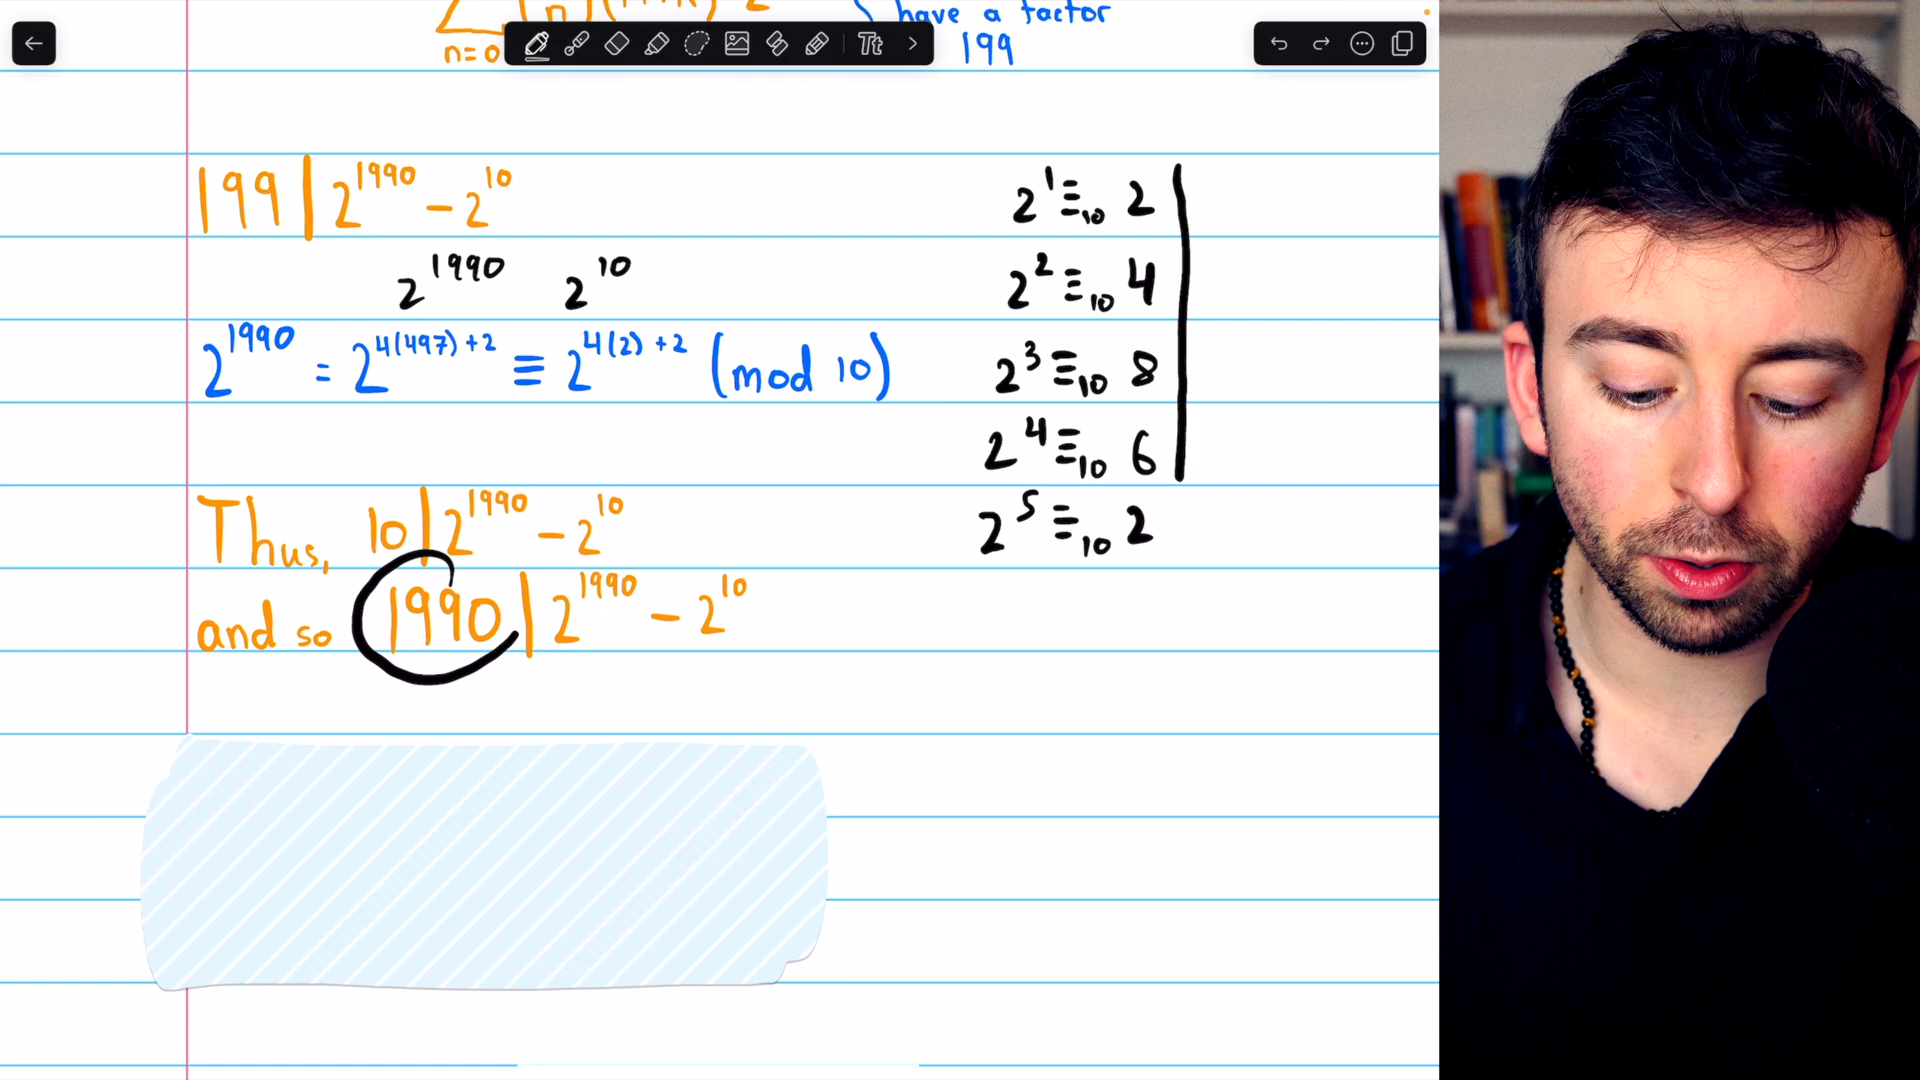 n=0
have a factor
199
Tt
199 | 2^1990 - 2^10
2^1990 2^10
2^1990 = 2^4(497)+2 ≡ 2^4(2)+2 (mod 10)
Thus, 10 | 2^1990 - 2^10
and so 1990 | 2^1990 - 2^10
2^1 ≡₁₀ 2
2^2 ≡₁₀ 4
2^3 ≡₁₀ 8
2^4 ≡₁₀ 6
2^5 ≡₁₀ 2